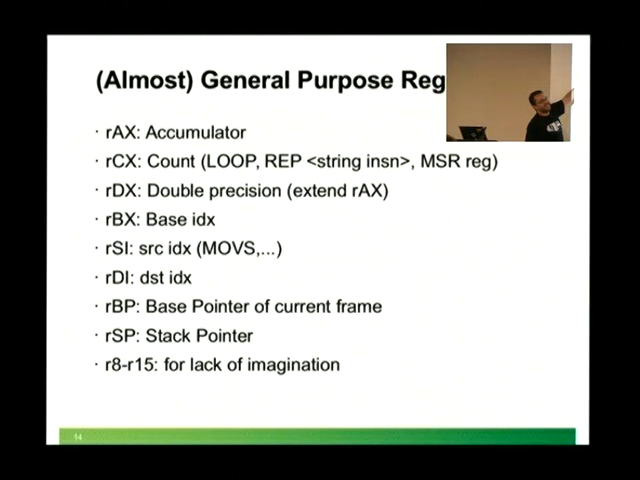 (Almost) General Purpose Reg
· rAX: Accumulator
· rCX: Count (LOOP, REP <string insn>, MSR reg)
· rDX: Double precision (extend rAX)
· rBX: Base idx
· rSI: src idx (MOVS,...)
· rDI: dst idx
· rBP: Base Pointer of current frame
· rSP: Stack Pointer
· r8-r15: for lack of imagination
14